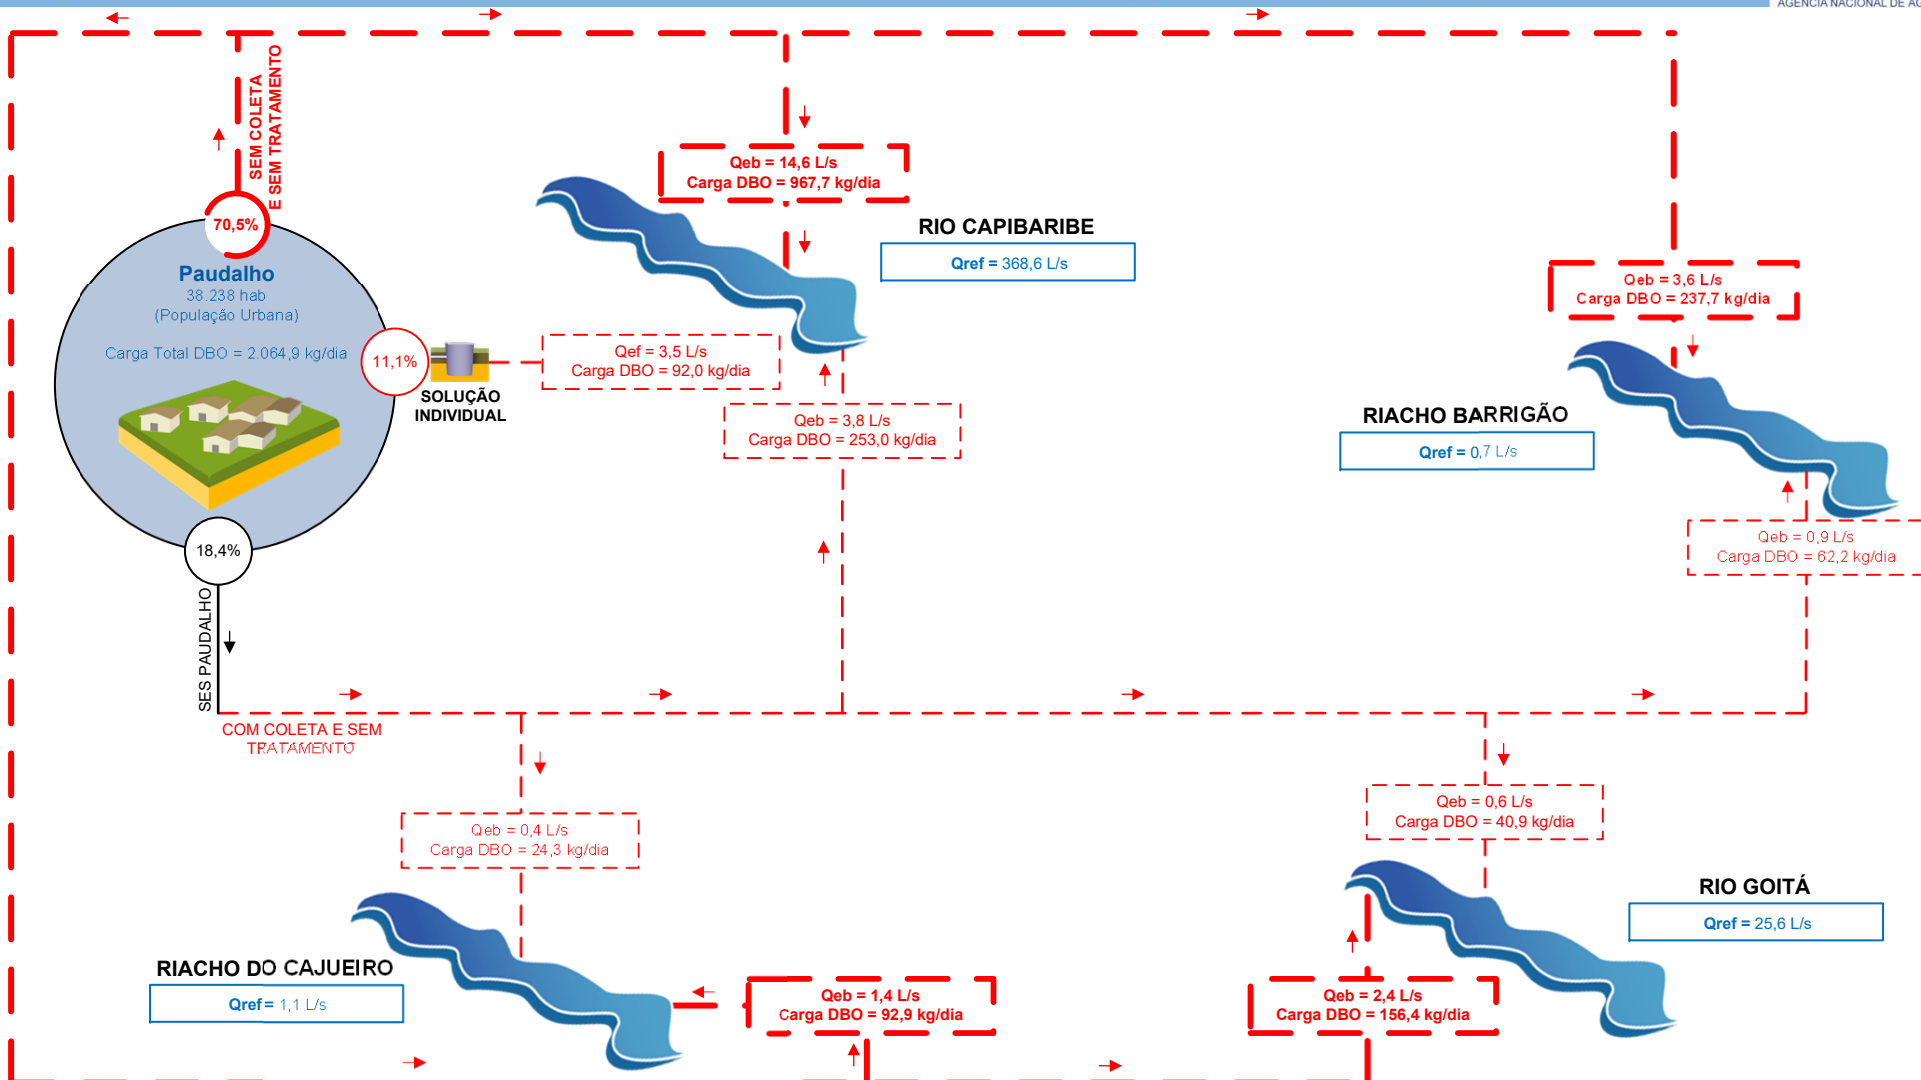 AGÊNCIA NACIONAL DE
SEM COLETA
E SEM TRATAMENTO
70,5%
Paudalho
38.238 hab
(População Urbana)
Carga Total DBO = 2.064,9 kg/dia
11,1%
SOLUÇÃO
INDIVIDUAL
18,4%
SES PAUDALHO
COM COLETA E SEM
TRATAMENTO
Qeb = 14,6 L/s
Carga DBO = 967,7 kg/dia
RIO CAPIBARIBE
Qref = 368,6 L/s
Qef = 3,5 L/s
Carga DBO = 92,0 kg/dia
Qeb = 3,8 L/s
Carga DBO = 253,0 kg/dia
Qeb = 3,6 L/s
Carga DBO = 237,7 kg/dia
RIACHO BARRIGÃO
Qref = 0,7 L/s
Qeb = 0,9 L/s
Carga DBO = 62,2 kg/dia
Qeb = 0,4 L/s
Carga DBO = 24,3 kg/dia
RIACHO DO CAJUEIRO
Qref = 1,1 L/s
Qeb = 1,4 L/s
Carga DBO = 92,9 kg/dia
Qeb = 0,6 L/s
Carga DBO = 40,9 kg/dia
RIO GOITÁ
Qref = 25,6 L/s
Qeb = 2,4 L/s
Carga DBO = 156,4 kg/dia